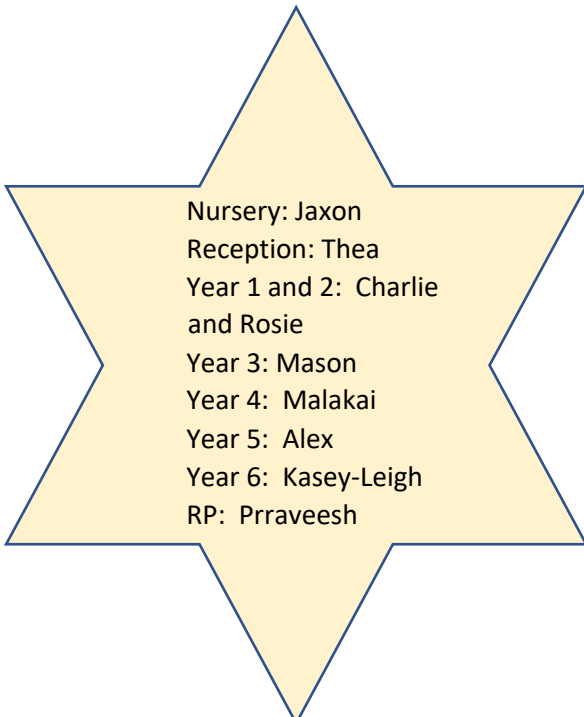 Nursery: Jaxon
Reception: Thea
Year 1 and 2:  Charlie
and Rosie
Year 3: Mason
Year 4:  Malakai
Year 5:  Alex
Year 6:  Kasey-Leigh
RP:  Prraveesh